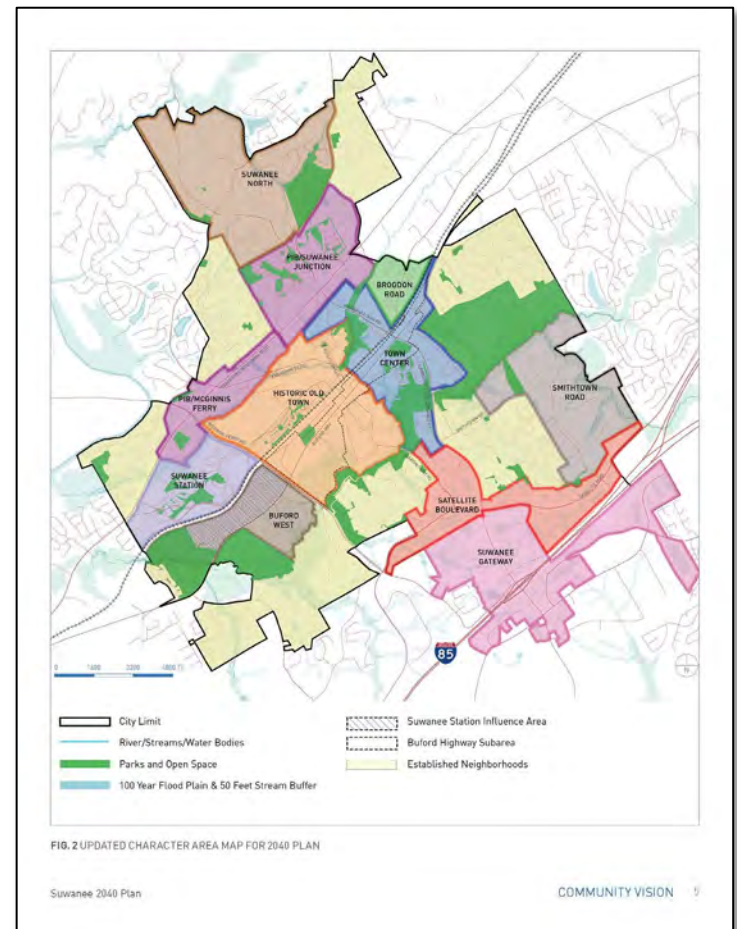 SUWANEE
NORTH
PIB/SUWANEE
JUNCTION
BROGDON
ROAD
TOWN
CENTER
SMITHTOWN
ROAD
HISTORIC OLD
TOWN
PIB/MCGINNIS
FERRY
SUWANEE
STATION
BUFORD
WEST
SATELLITE
BOULEVARD
SUWANEE
GATEWAY
85
City Limit
River/Streams/Water Bodies
Parks and Open Space
100 Year Flood Plain & 50 Feet Stream Buffer
Suwanee Station Influence Area
Buford Highway Subarea
Established Neighborhoods
FIG. 2 UPDATED CHARACTER AREA MAP FOR 2040 PLAN
Suwanee 2040 Plan
COMMUNITY VISION